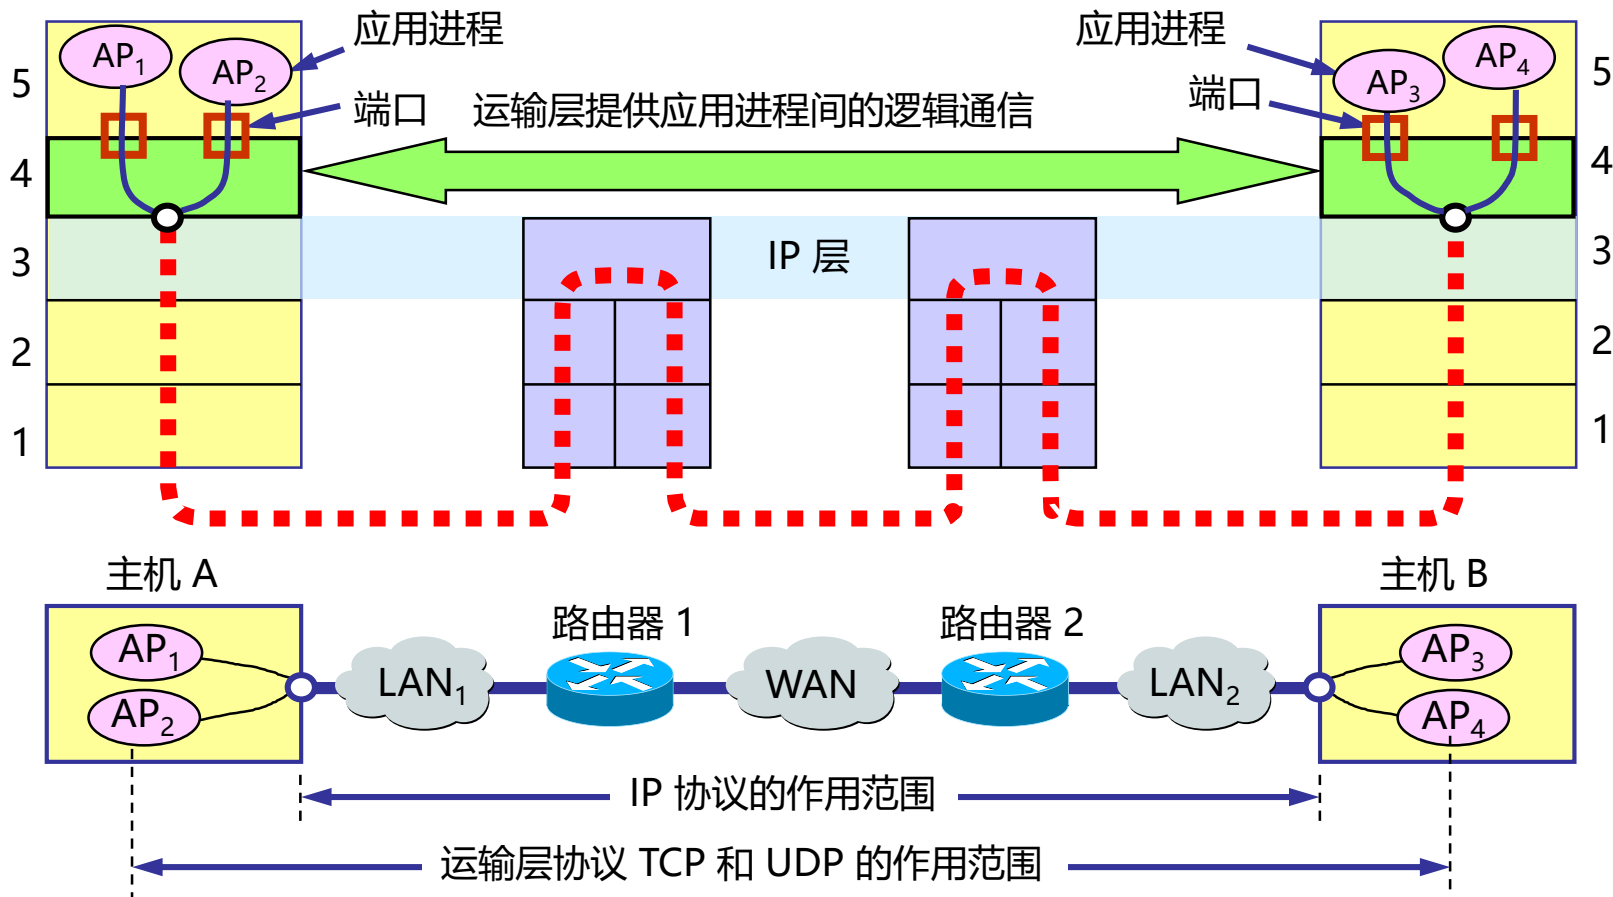 应用进程
应用进程
AP1
AP2
AP3
AP4
5
5
端口
运输层提供应用进程间的逻辑通信
端口
4
4
3
IP 层
3
2
2
1
1
主机 A
主机 B
路由器 1
路由器 2
AP1
LAN1
WAN
LAN2
AP3
AP2
AP4
IP 协议的作用范围
运输层协议 TCP 和 UDP 的作用范围